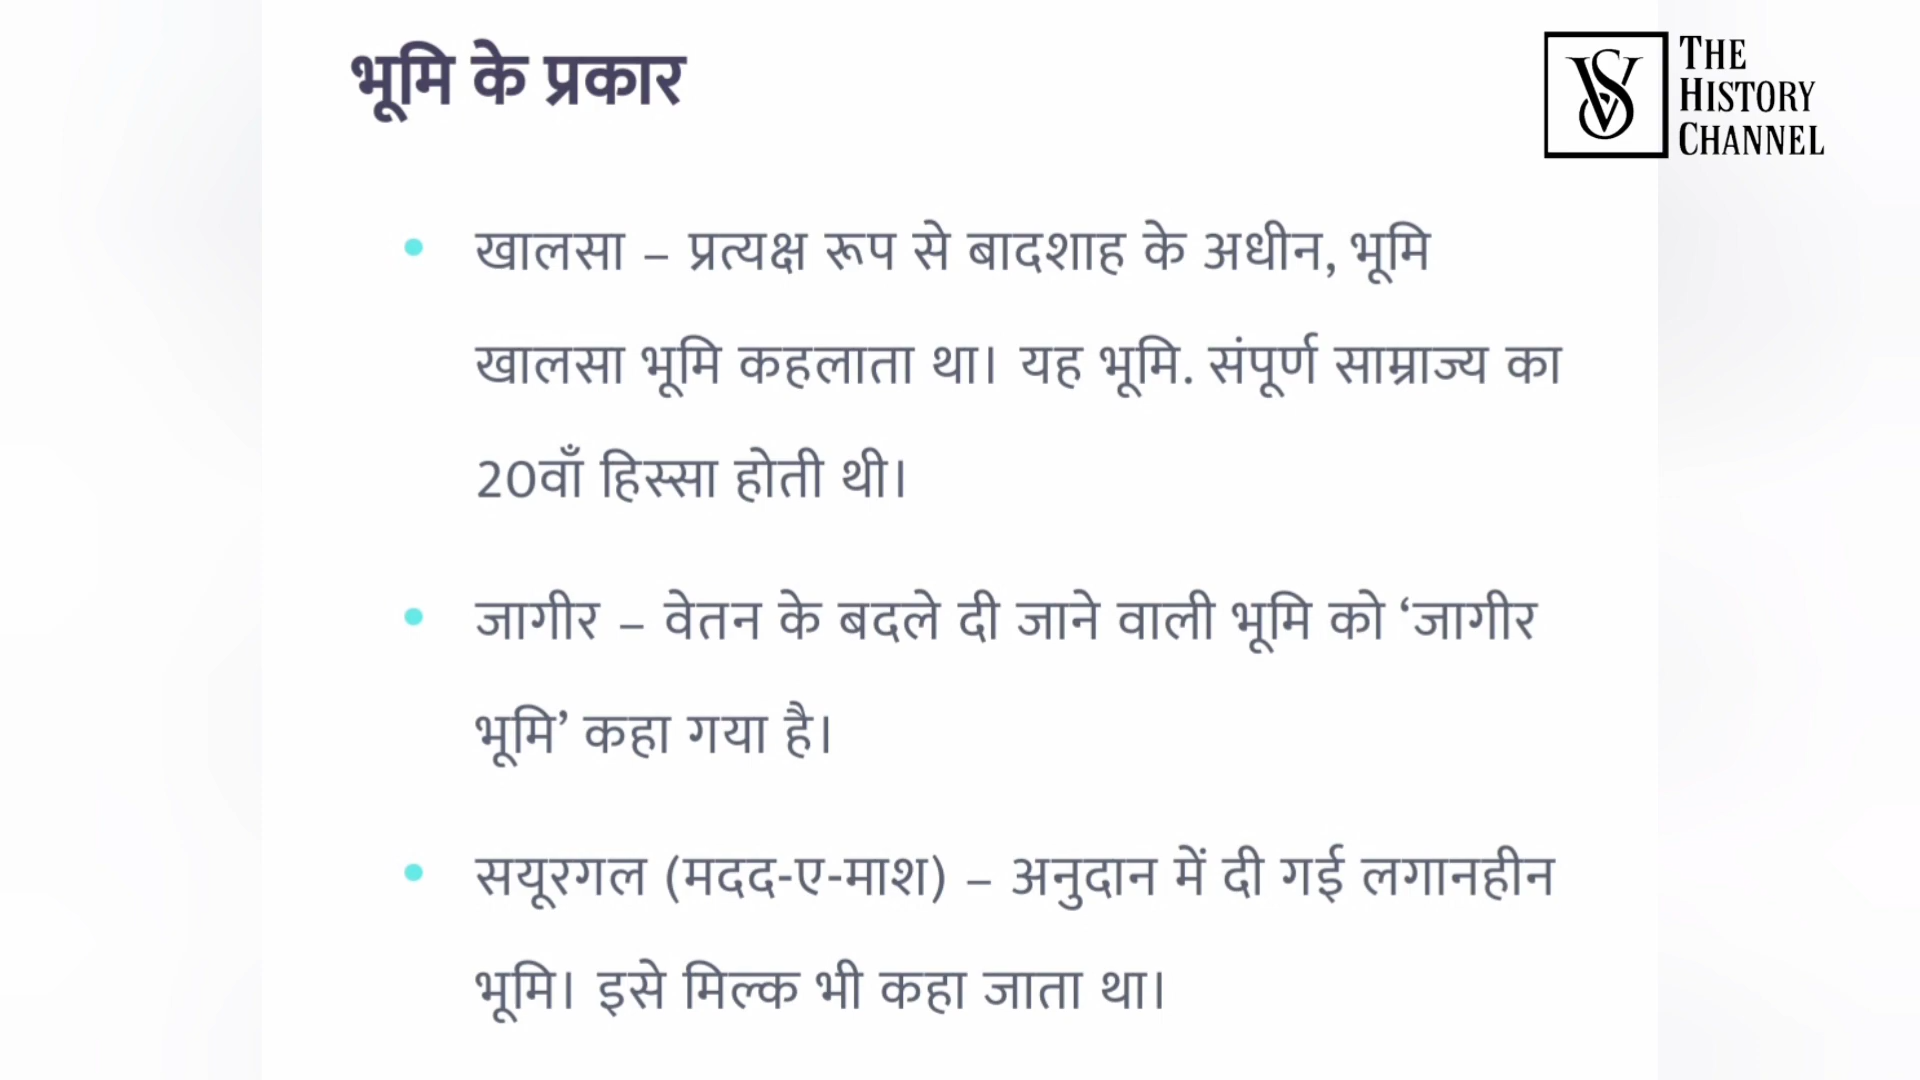 भूमि के प्रकार
THE
HISTORY
CHANNEL
VS
• खालसा – प्रत्यक्ष रूप से बादशाह के अधीन, भूमि
खालसा भूमि कहलाता था। यह भूमि. संपूर्ण साम्राज्य का
20वाँ हिस्सा होती थी।
• जागीर – वेतन के बदले दी जाने वाली भूमि को ‘जागीर
भूमि’ कहा गया है।
• सयूरगल (मदद-ए-माश) – अनुदान में दी गई लगानहीन
भूमि। इसे मिल्क भी कहा जाता था।